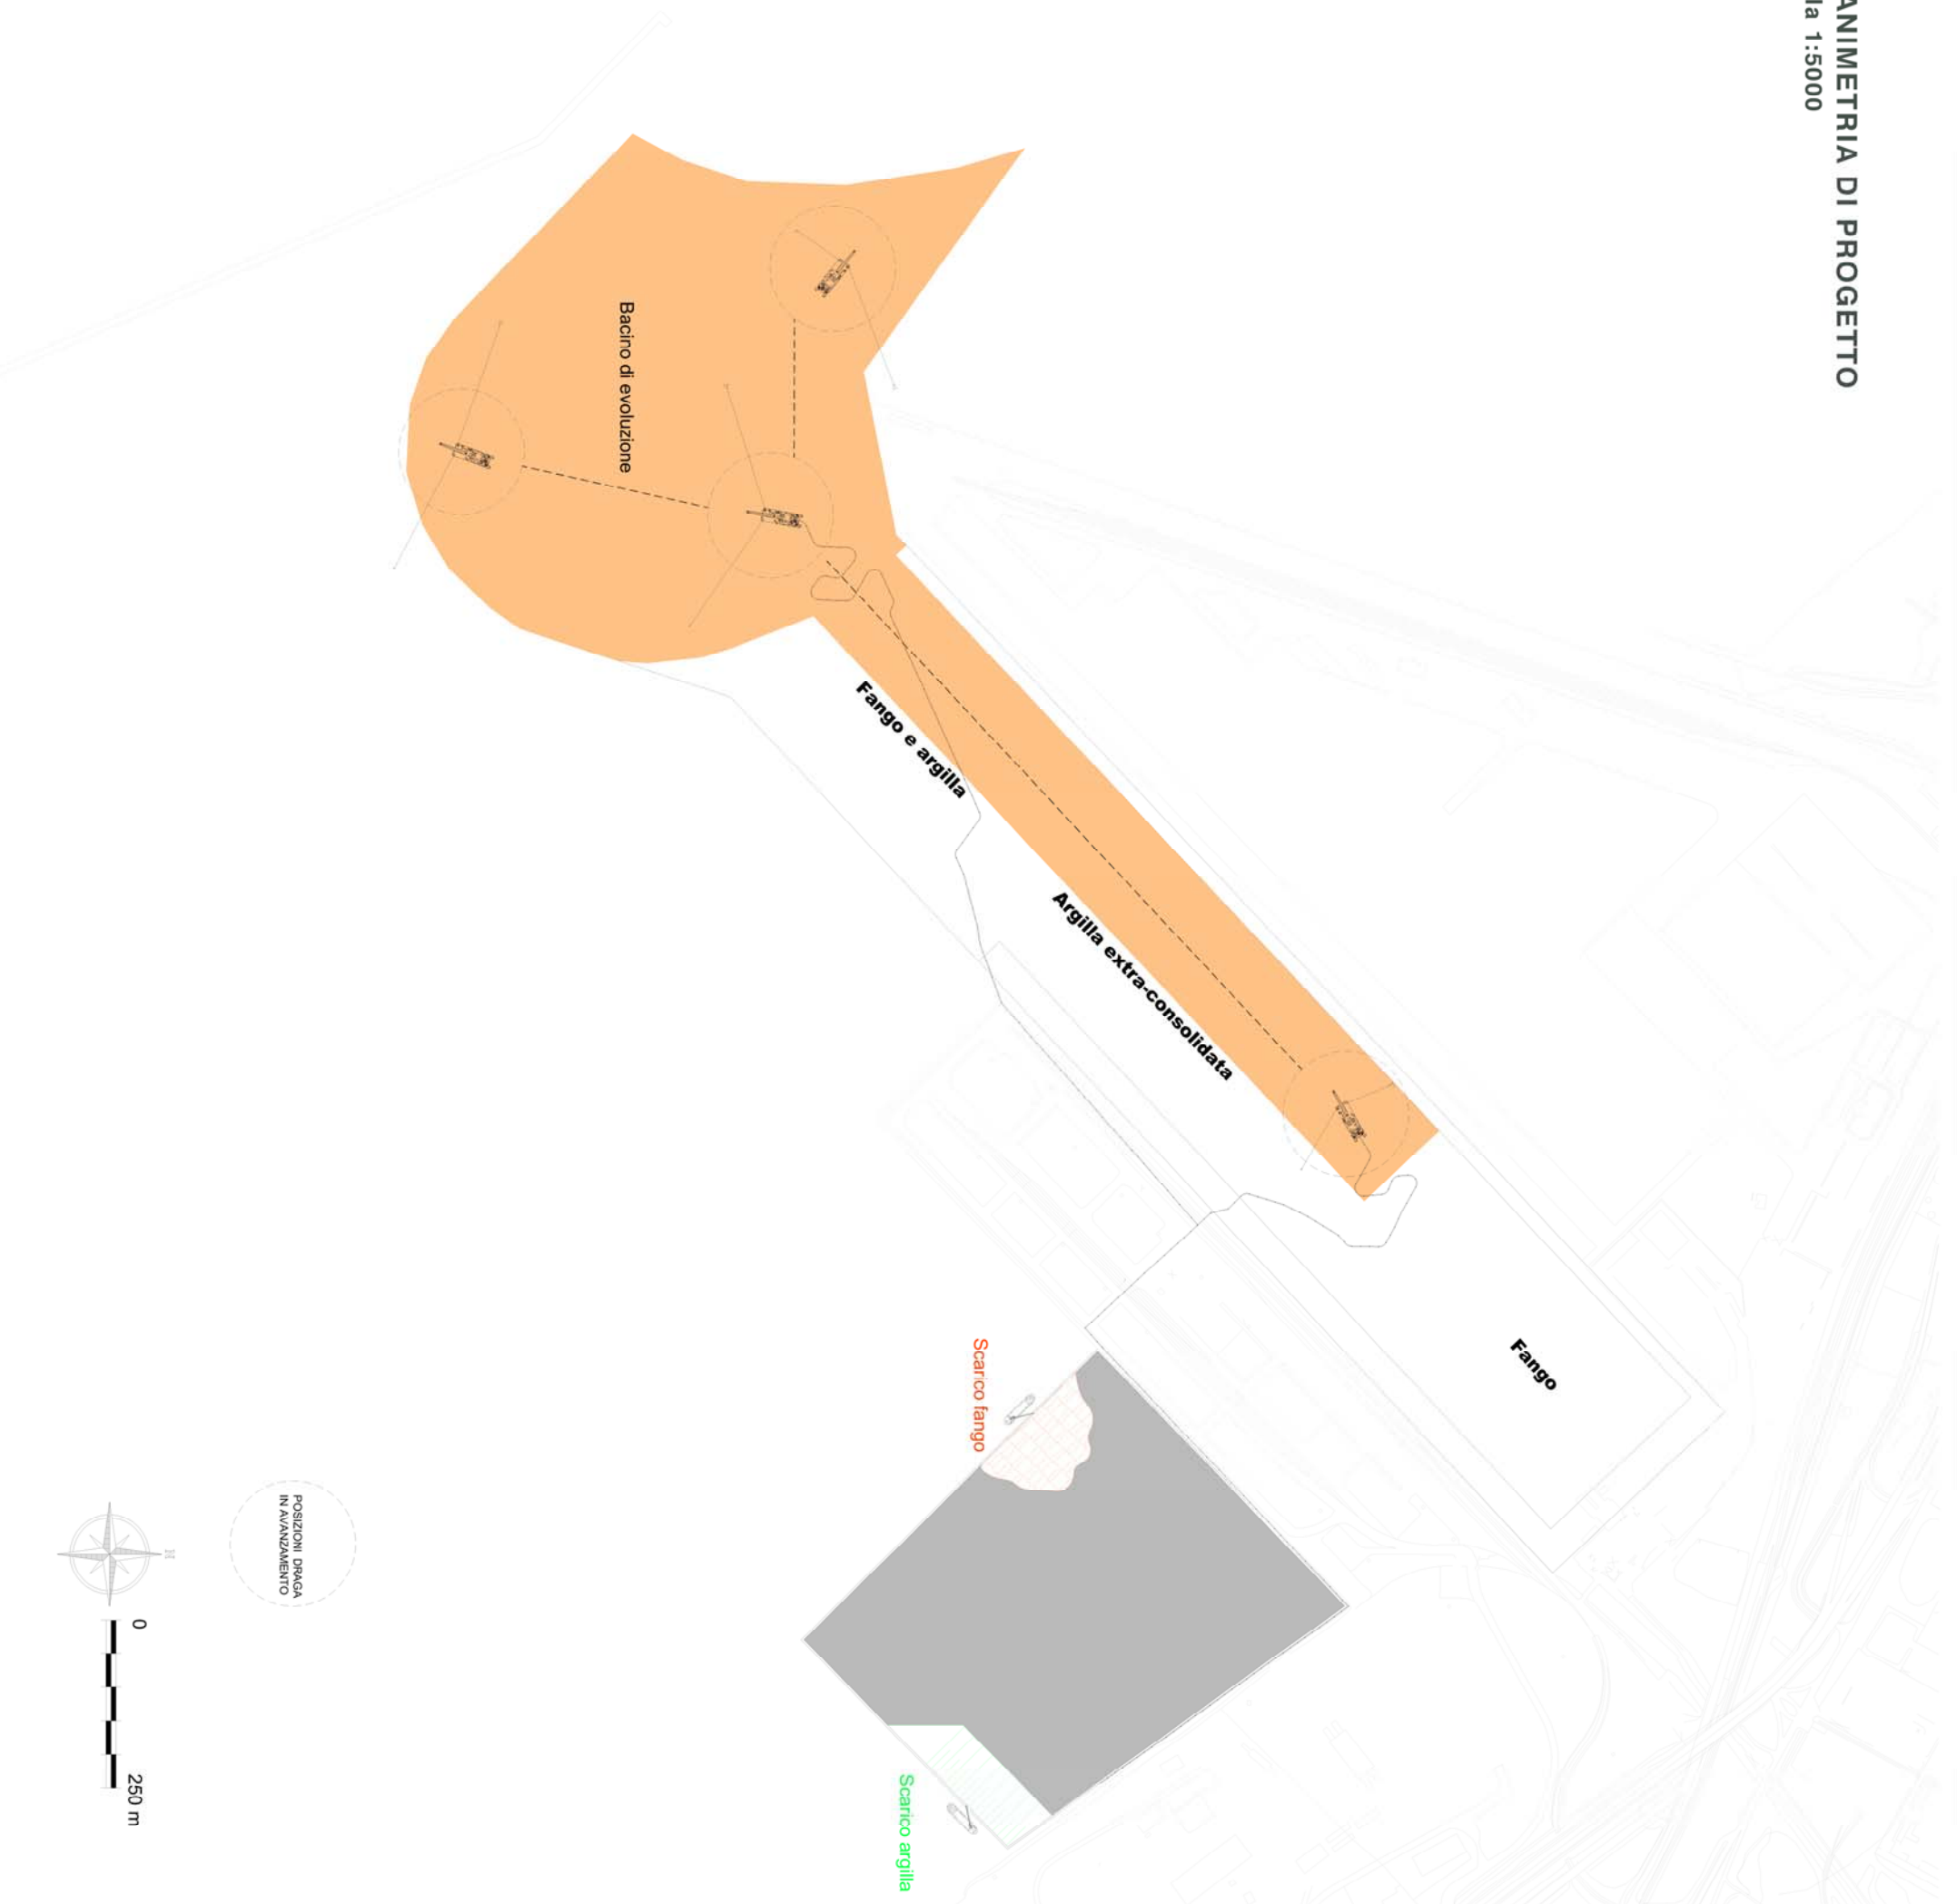 ANIMETRIA DI PROGETTO
la 1:5000
Bacino di evoluzione
Fango e argilla
Argilla extra-consolidata
Fango
Scarico fango
Scarico argilla
POSIZIONI DRAGA
IN AVANZAMENTO
N
0
250 m